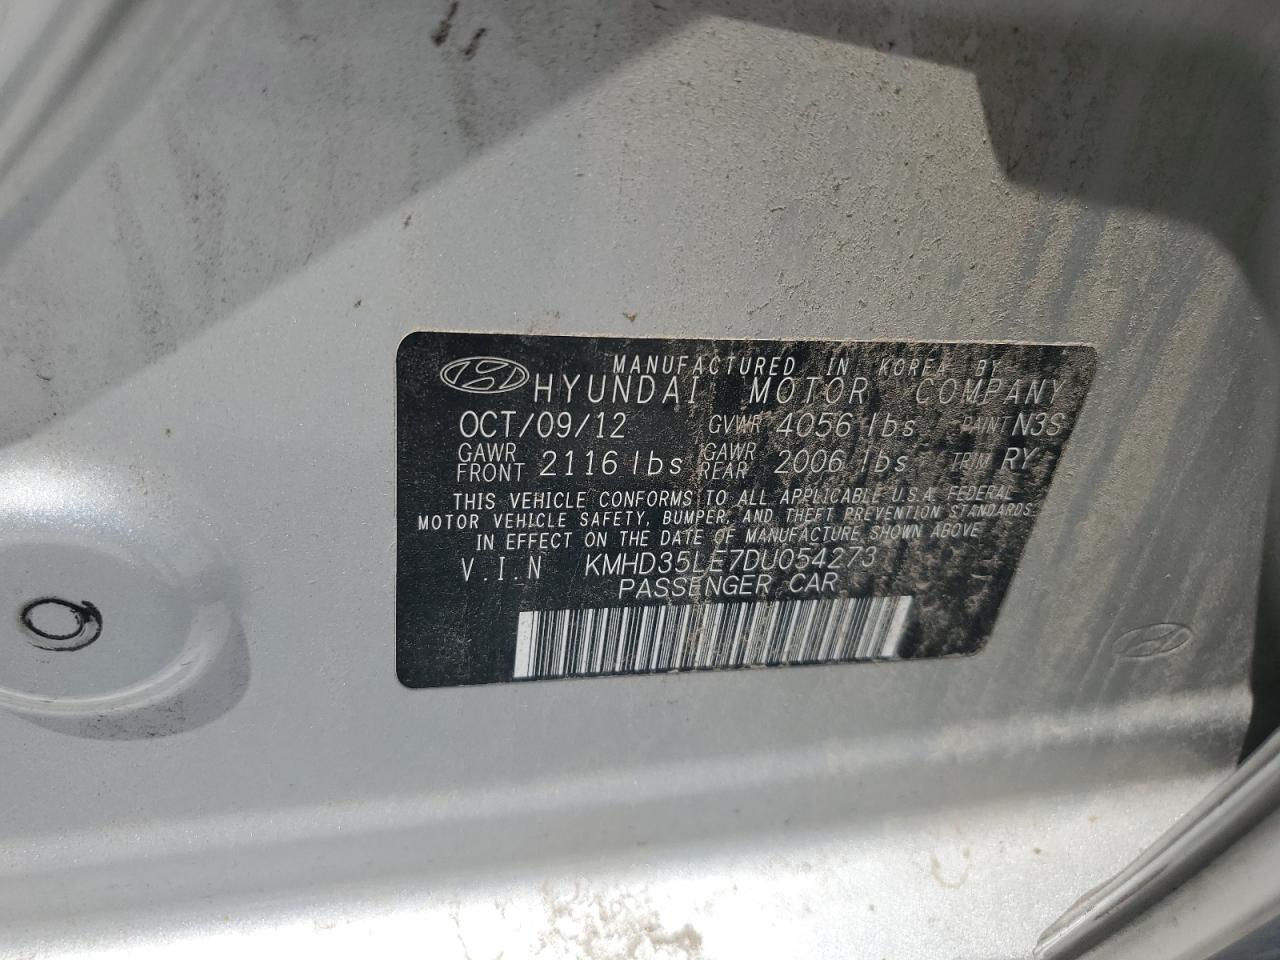 MANUFACTURED IN KOREA BY
HYUNDAI MOTOR COMPANY
OCT/09/12 GVWR 4056 lbs PAINT N3S
GAWR FRONT 2116 lbs GAWR REAR 2006 lbs TRIM RY
THIS VEHICLE CONFORMS TO ALL APPLICABLE U.S.A. FEDERAL
MOTOR VEHICLE SAFETY, BUMPER, AND THEFT PREVENTION STANDARDS
IN EFFECT ON THE DATE OF MANUFACTURE SHOWN ABOVE
V.I.N KMHD35LE7DU054273
PASSENGER CAR